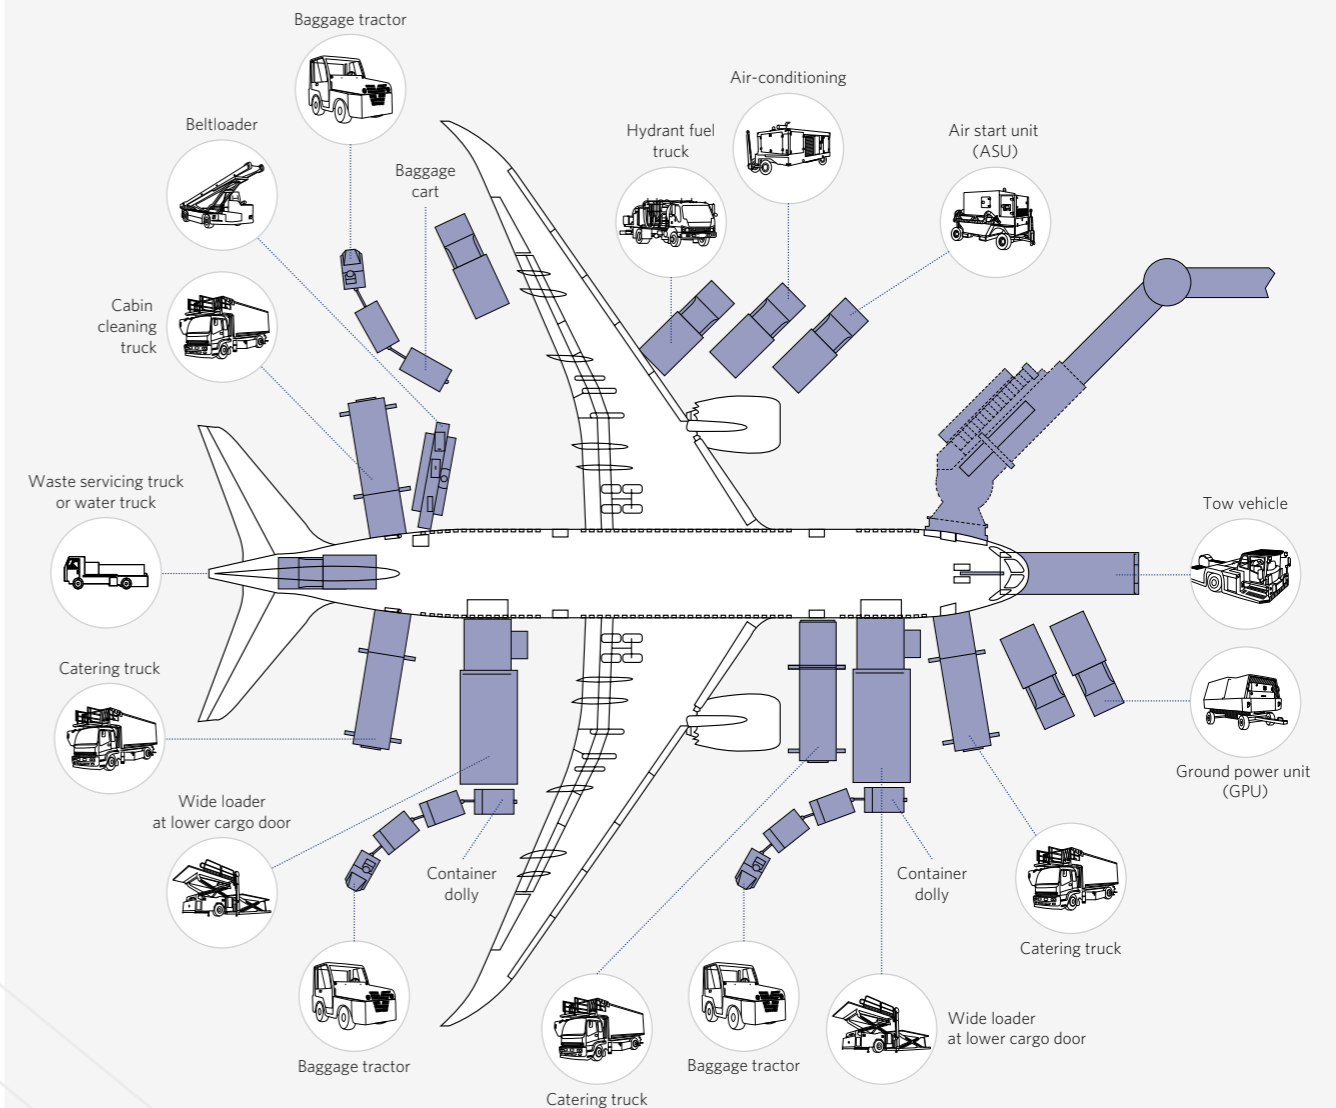 Baggage tractor
Beltloader
Baggage
cart
Air-conditioning
Hydrant fuel
truck
Air start unit
(ASU)
Cabin
cleaning
truck
Waste servicing truck
or water truck
Tow vehicle
Catering truck
Ground power unit
(GPU)
Wide loader
at lower cargo door
Container
dolly
Container
dolly
Catering truck
Baggage tractor
Catering truck
Baggage tractor
Wide loader
at lower cargo door